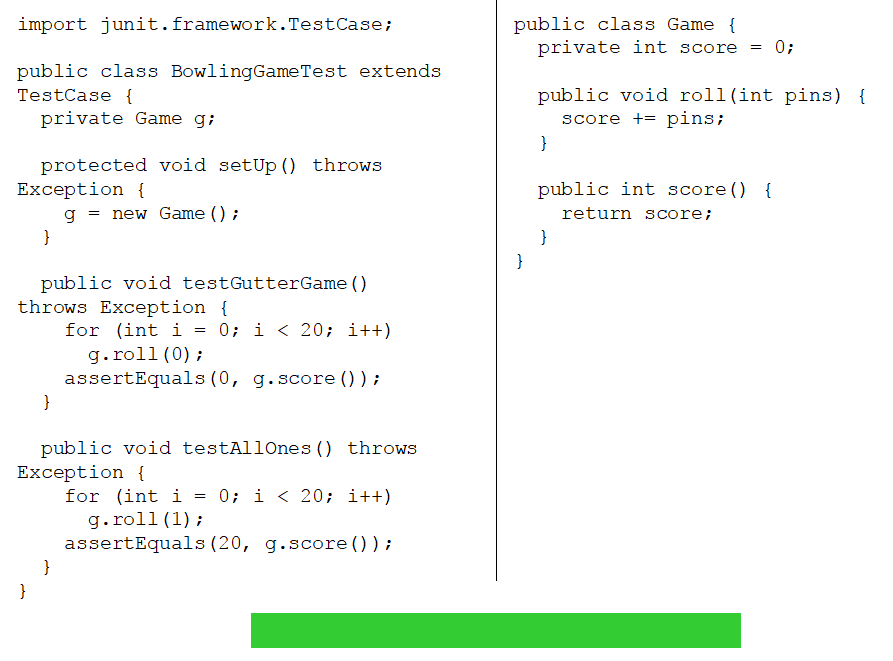 import junit.framework.TestCase;
public class BowlingGameTest extends
TestCase {
private Game g;
protected void setUp() throws
Exception {
g = new Game();
}
public void testGutterGame()
throws Exception {
for (int i = 0; i < 20; i++)
g.roll(0);
assertEquals(0, g.score());
}
public void testAllOnes() throws
Exception {
for (int i = 0; i < 20; i++)
g.roll(1);
assertEquals(20, g.score());
}
}
public class Game {
private int score = 0;
public void roll(int pins) {
score += pins;
}
public int score() {
return score;
}
}